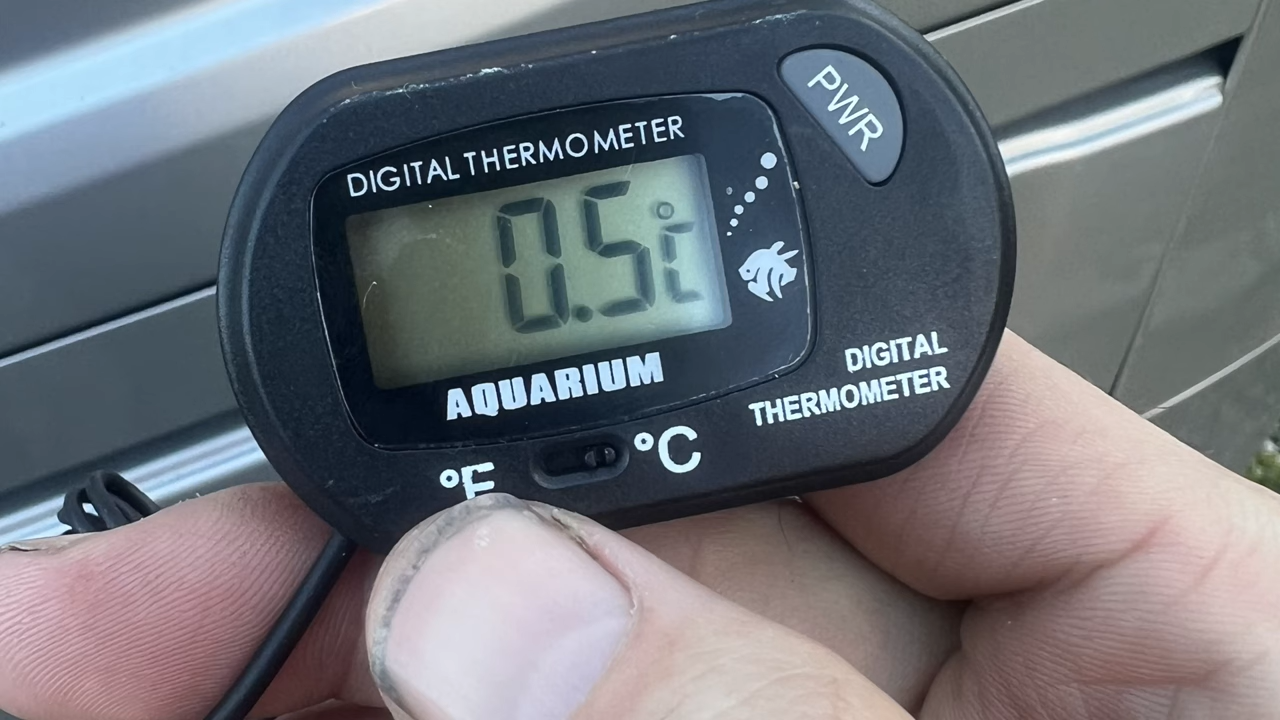 PWR
DIGITAL THERMOMETER
0.5°C
AQUARIUM
DIGITAL
THERMOMETER
°F °C